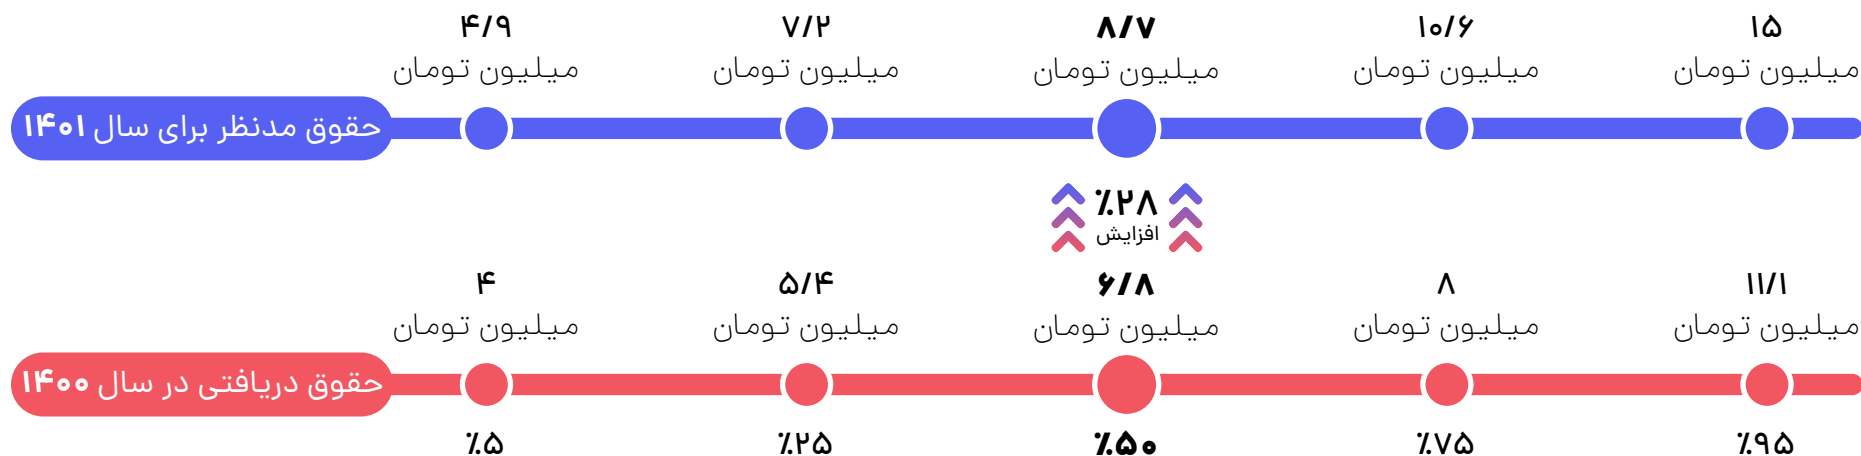 ۴/۹
میلیون تومان
۷/۲
میلیون تومان
۸/۷
میلیون تومان
۱۰/۶
میلیون تومان
۱۵
میلیون تومان
حقوق مدنظر برای سال ۱۴۰۱
٪۲۸
افزایش
۴
میلیون تومان
۵/۴
میلیون تومان
۶/۸
میلیون تومان
۸
میلیون تومان
۱۱/۱
میلیون تومان
حقوق دریافتی در سال ۱۴۰۰
٪۵
٪۲۵
٪۵۰
٪۷۵
٪۹۵